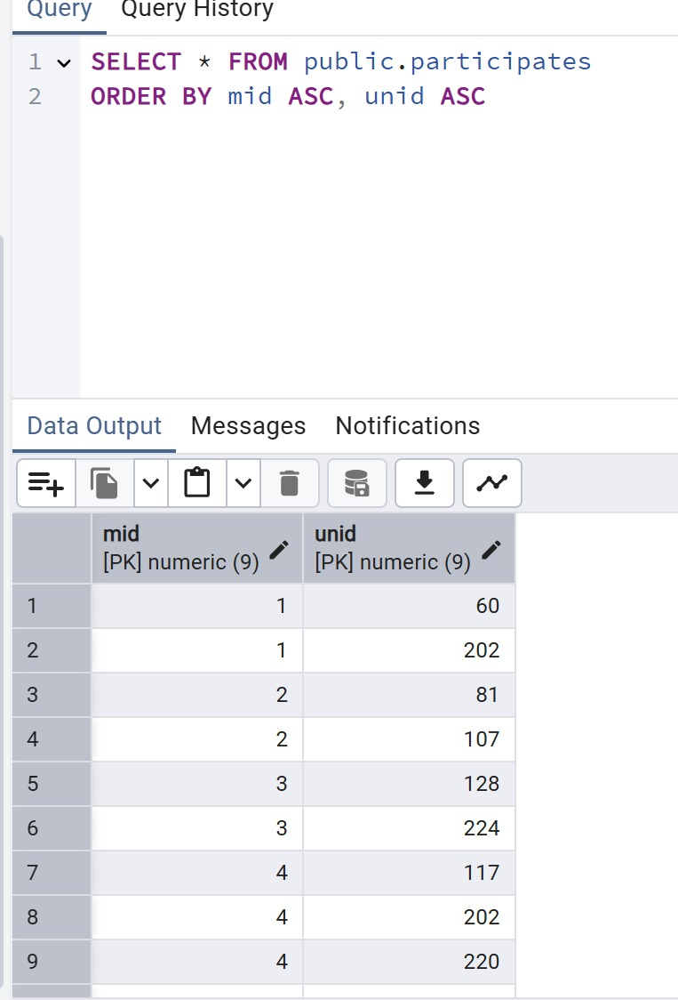 Query Query History
1 SELECT * FROM public.participates
2 ORDER BY mid ASC, unid ASC
Data Output Messages Notifications
mid unid
[PK] numeric (9) [PK] numeric (9)
1 1 60
2 1 202
3 2 81
4 2 107
5 3 128
6 3 224
7 4 117
8 4 202
9 4 220